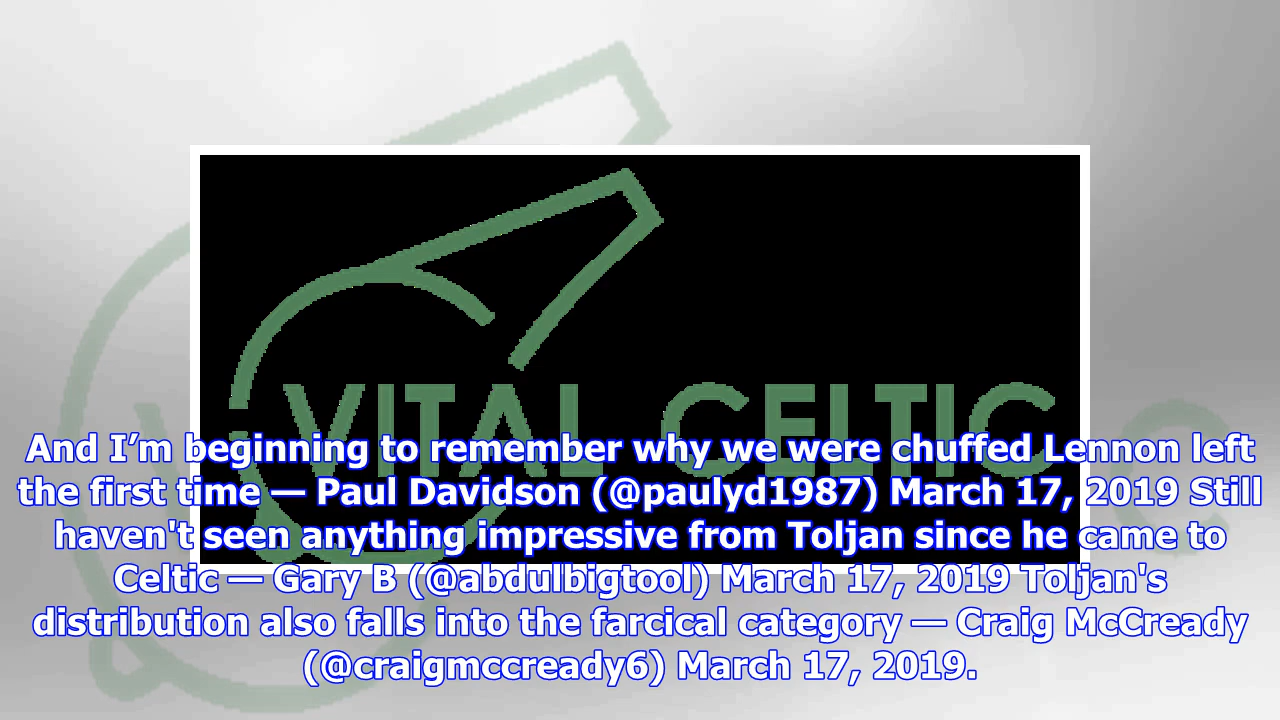 VITAL CELTIC
And I’m beginning to remember why we were chuffed Lennon left
the first time — Paul Davidson (@paulyd1987) March 17, 2019 Still
haven't seen anything impressive from Toljan since he came to
Celtic — Gary B (@abdulbigtool) March 17, 2019 Toljan's
distribution also falls into the farcical category — Craig McCready
(@craigmccready6) March 17, 2019.